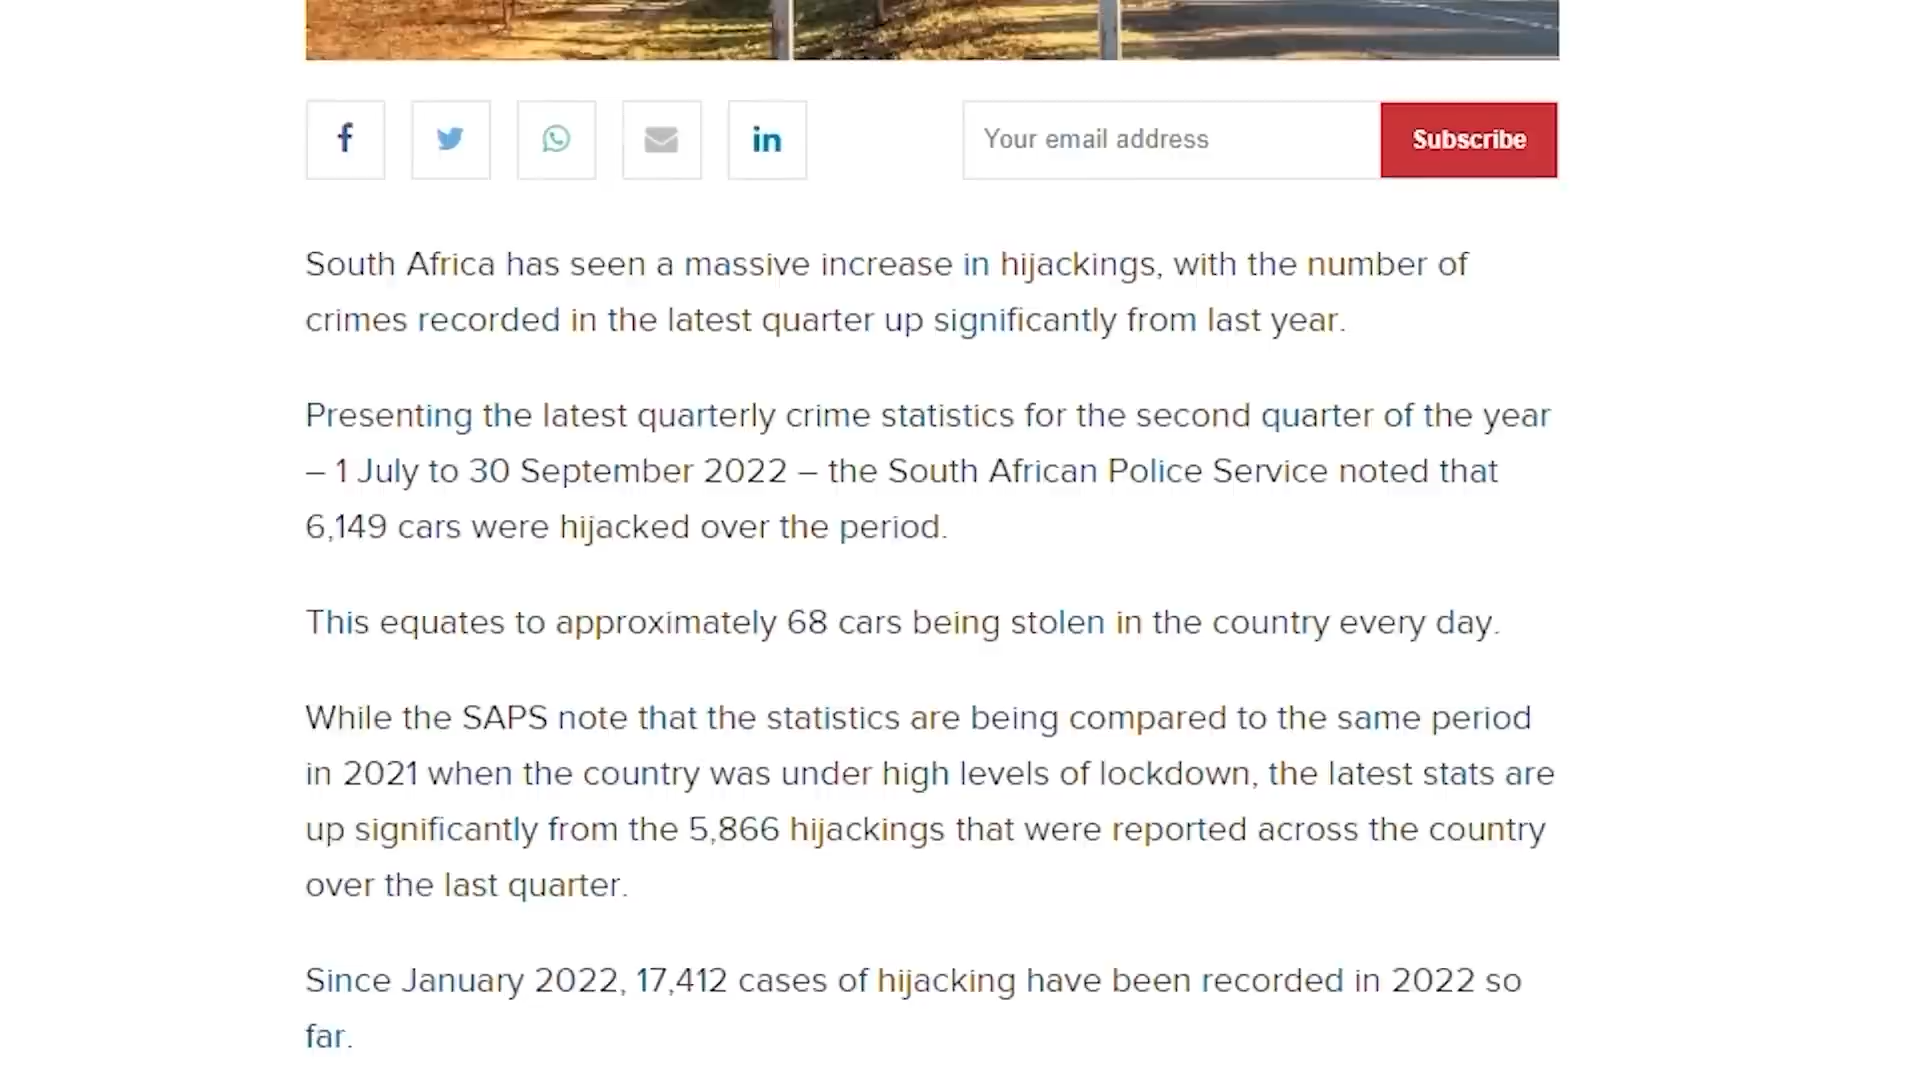 f
in
Your email address
Subscribe
South Africa has seen a massive increase in hijackings, with the number of
crimes recorded in the latest quarter up significantly from last year.
Presenting the latest quarterly crime statistics for the second quarter of the year
– 1 July to 30 September 2022 – the South African Police Service noted that
6,149 cars were hijacked over the period.
This equates to approximately 68 cars being stolen in the country every day.
While the SAPS note that the statistics are being compared to the same period
in 2021 when the country was under high levels of lockdown, the latest stats are
up significantly from the 5,866 hijackings that were reported across the country
over the last quarter.
Since January 2022, 17,412 cases of hijacking have been recorded in 2022 so
far.